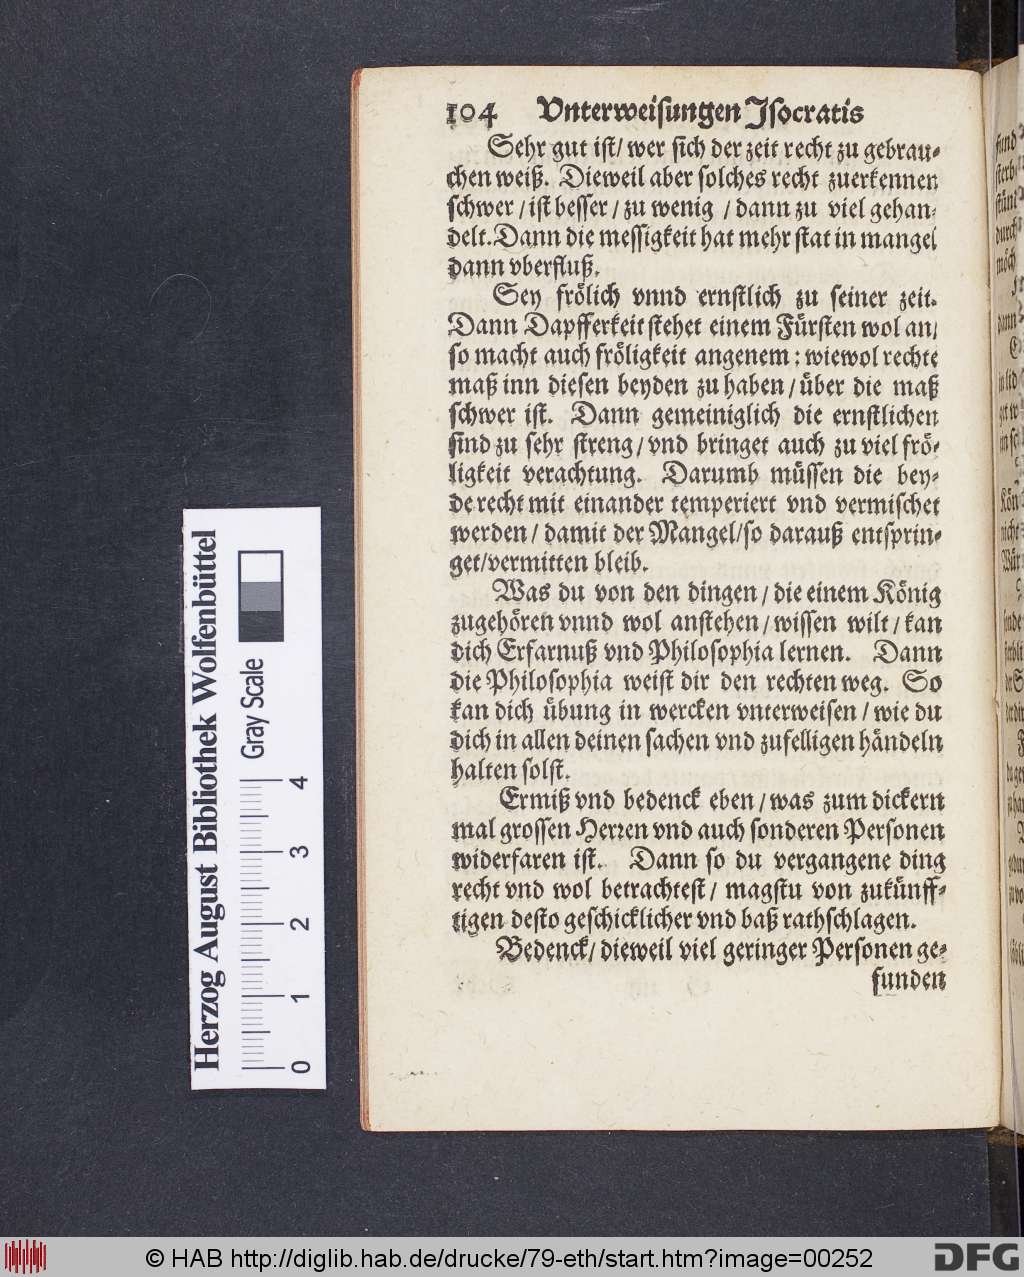 104 Vnterweisungen Isocratis
Sehr gut ist/ wer sich der zeit recht zu gebrau-
chen weiß. Dieweil aber solches recht zuerkennen
schwer / ist besser / zu wenig / dann zu viel gehan-
delt. Dann die messigkeit hat mehr stat in mangel
dann vberfluß.
Sey frölich vnnd ernstlich zu seiner zeit.
Dann Dapfferkeit stehet einem Fürsten wol an/
so macht auch fröligkeit angenem: wiewol rechte
maß inn diesen beyden zu haben / über die maß
schwer ist. Dann gemeiniglich die ernstlichen
sind zu sehr streng / vnd bringet auch zu viel frö-
ligkeit verachtung. Darumb müssen die bey-
de recht mit einander temperiert vnd vermischet
werden / damit der Mangel/ so darauß entsprin-
get/ vermitten bleib.
Was du von den dingen / die einem König
zugehören vnnd wol anstehen / wissen wilt / kan
dich Erfarnuß vnd Philosophia lernen. Dann
die Philosophia weist dir den rechten weg. So
kan dich übung in wercken vnterweisen / wie du
dich in allen deinen sachen vnd zufelligen händeln
halten solst.
Ermiß vnd bedenck eben / was zum dickern
mal grossen Herren vnd auch sonderen Personen
widerfaren ist. Dann so du vergangene ding
recht vnd wol betrachtest / magstu von zukünff-
tigen desto geschicklicher vnd baß rathschlagen.
Bedenck/ dieweil viel geringer Personen ge-
funden
Herzog August Bibliothek Wolfenbüttel
Gray Scale
0 1 2 3 4
© HAB http://diglib.hab.de/drucke/79-eth/start.htm?image=00252
DFG